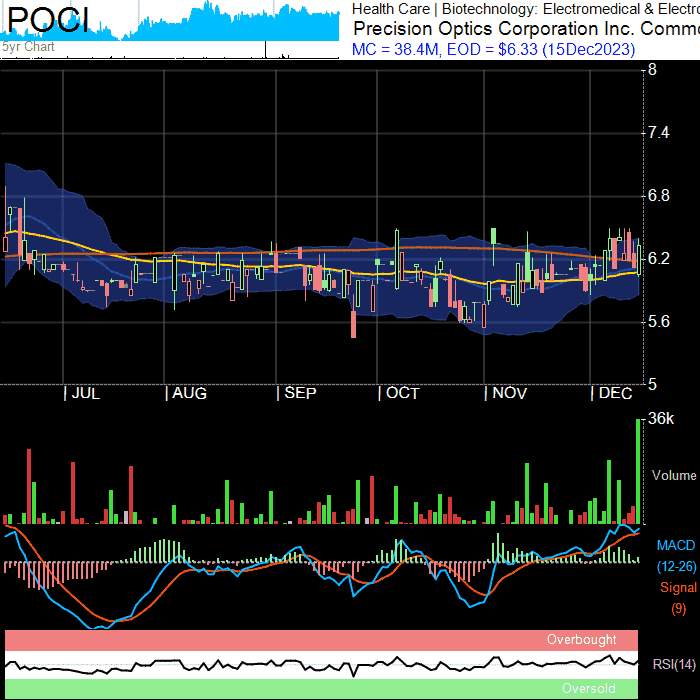 POCI
5yr Chart
Health Care | Biotechnology: Electromedical & Electro
Precision Optics Corporation Inc. Commo
MC = 38.4M, EOD = $6.33 (15Dec2023)
8
7.4
6.8
6.2
5.6
5
| JUL | AUG | SEP | OCT | NOV | DEC
36k
Volume
MACD
(12-26)
Signal
(9)
Overbought
RSI(14)
Oversold